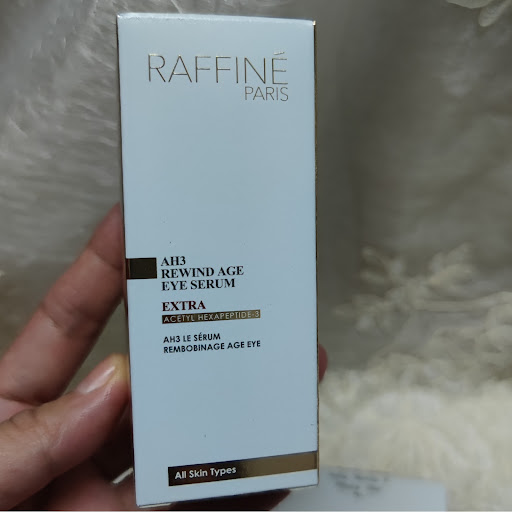 RAFFINÉ
PARIS
AH3
REWIND AGE
EYE SERUM
EXTRA
ACETYL HEXAPEPTIDE-3
AH3 LE SÉRUM
REMBOBINAGE AGE EYE
All Skin Types